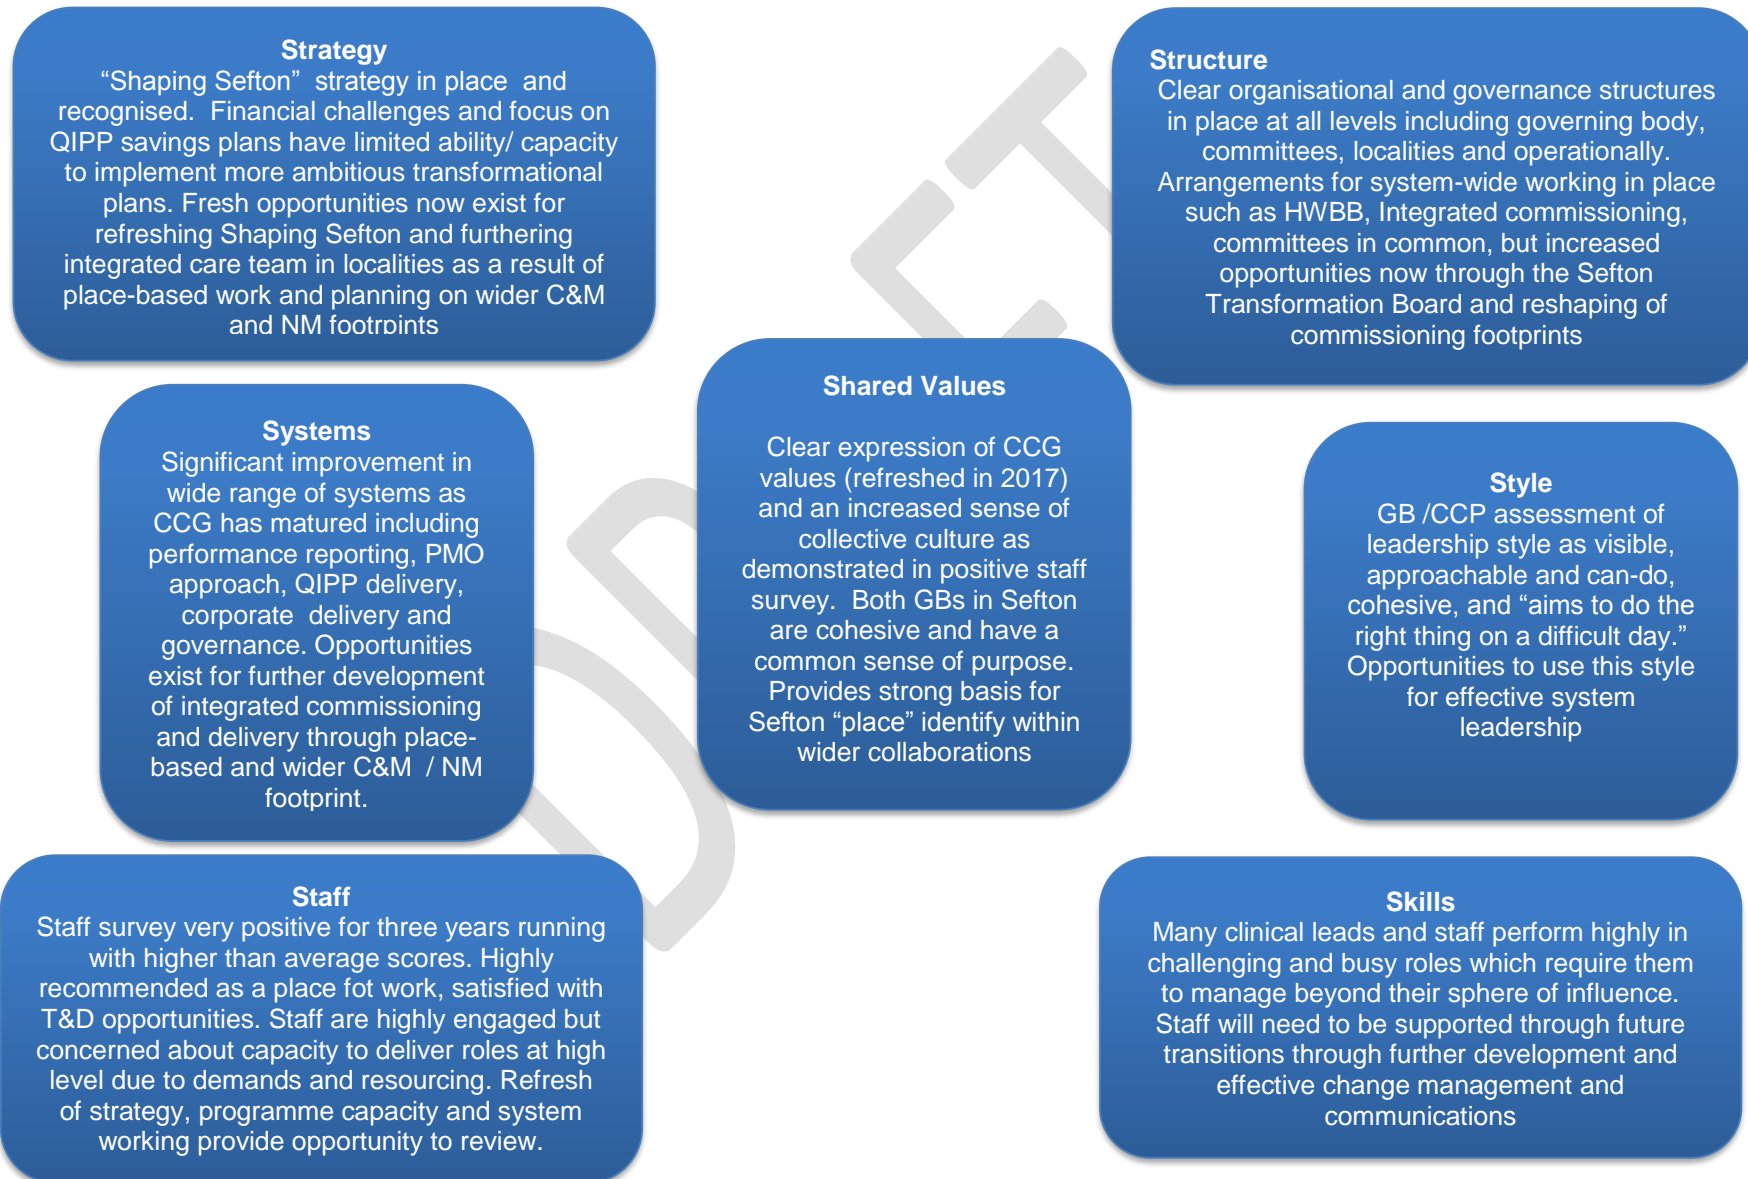 Strategy
“Shaping Sefton” strategy in place and
recognised. Financial challenges and focus on
QIPP savings plans have limited ability/ capacity
to implement more ambitious transformational
plans. Fresh opportunities now exist for
refreshing Shaping Sefton and furthering
integrated care team in localities as a result of
place-based work and planning on wider C&M
and NM footprints
Structure
Clear organisational and governance structures
in place at all levels including governing body,
committees, localities and operationally.
Arrangements for system-wide working in place
such as HWBB, Integrated commissioning,
committees in common, but increased
opportunities now through the Sefton
Transformation Board and reshaping of
commissioning footprints
Systems
Significant improvement in
wide range of systems as
CCG has matured including
performance reporting, PMO
approach, QIPP delivery,
corporate delivery and
governance. Opportunities
exist for further development
of integrated commissioning
and delivery through place-
based and wider C&M / NM
footprint.
Shared Values
Clear expression of CCG
values (refreshed in 2017)
and an increased sense of
collective culture as
demonstrated in positive staff
survey. Both GBs in Sefton
are cohesive and have a
common sense of purpose.
Provides strong basis for
Sefton “place” identify within
wider collaborations
Style
GB /CCP assessment of
leadership style as visible,
approachable and can-do,
cohesive, and “aims to do the
right thing on a difficult day.”
Opportunities to use this style
for effective system
leadership
Staff
Staff survey very positive for three years running
with higher than average scores. Highly
recommended as a place fot work, satisfied with
T&D opportunities. Staff are highly engaged but
concerned about capacity to deliver roles at high
level due to demands and resourcing. Refresh
of strategy, programme capacity and system
working provide opportunity to review.
Skills
Many clinical leads and staff perform highly in
challenging and busy roles which require them
to manage beyond their sphere of influence.
Staff will need to be supported through future
transitions through further development and
effective change management and
communications
DRAFT